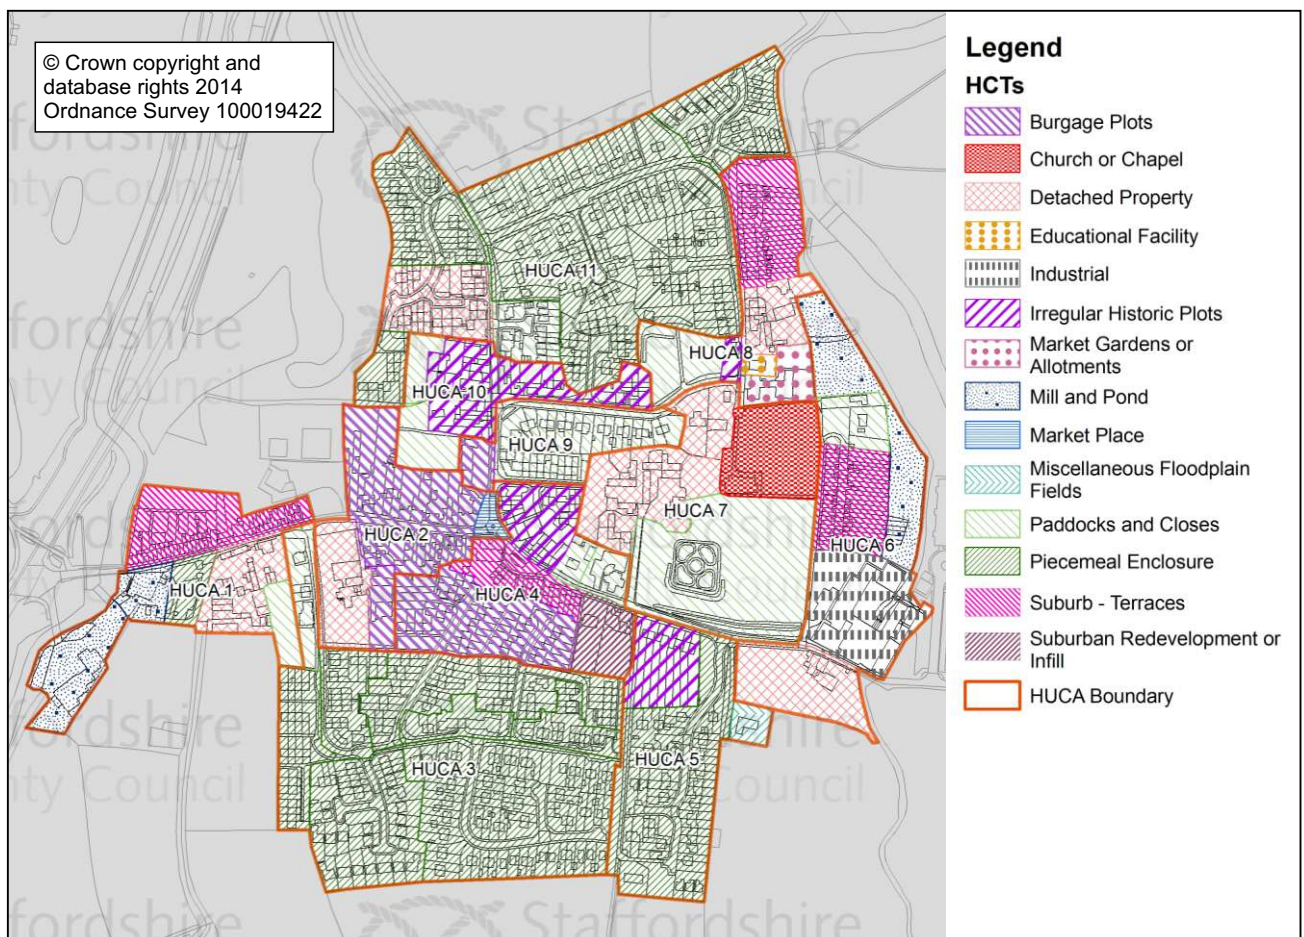 © Crown copyright and
database rights 2014
Ordnance Survey 100019422
Legend
HCTs
Burgage Plots
Church or Chapel
Detached Property
Educational Facility
Industrial
Irregular Historic Plots
Market Gardens or
Allotments
Mill and Pond
Market Place
Miscellaneous Floodplain
Fields
Paddocks and Closes
Piecemeal Enclosure
Suburb - Terraces
Suburban Redevelopment or
Infill
HUCA Boundary
HUCA 11
HUCA 8
HUCA 10
HUCA 9
HUCA 7
HUCA 2
HUCA 6
HUCA 1
HUCA 4
HUCA 5
HUCA 3
Staffordshire
County Council